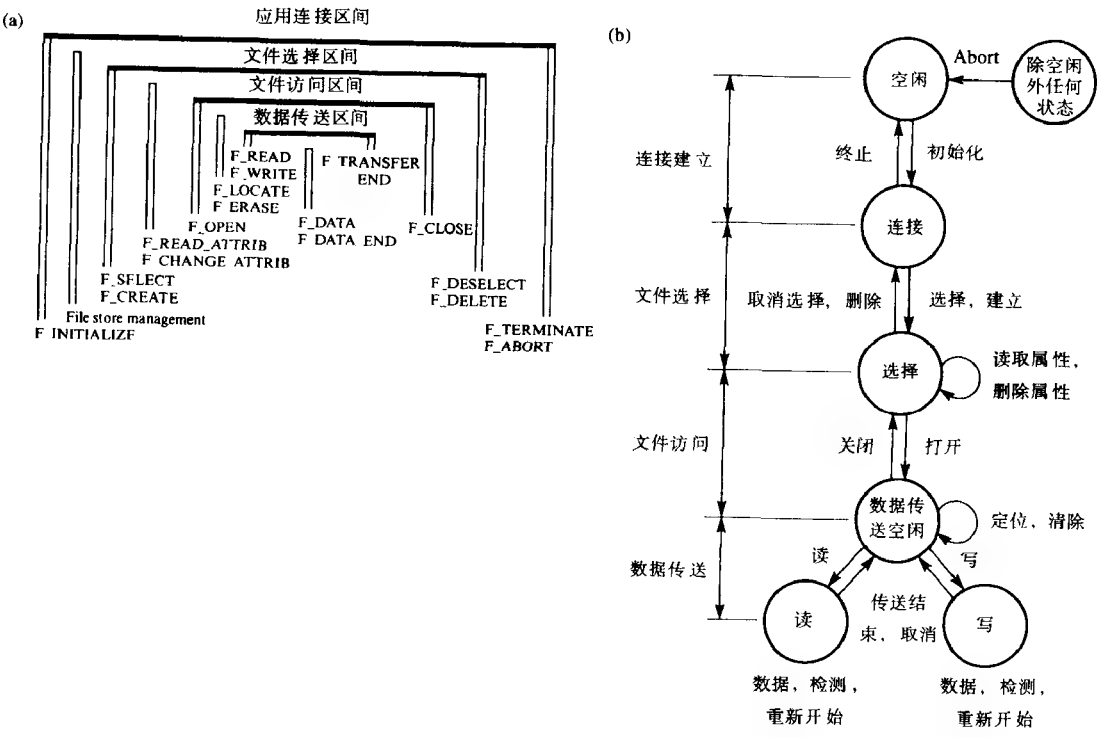 (a)
应用连接区间
文件选择区间
文件访问区间
数据传送区间
F_READ
F_WRITE
F_LOCATE
F ERASE
F TRANSFER
END
F_OPEN
F_READ_ATTRIB
F CHANGE ATTRIB
F_DATA
F DATA END
F_CLOSE
F_SELECT
F_CREATE
F_DESELECT
F_DELETE
File store management
F INITIALIZE
F_TERMINATE
F_ABORT
(b)
空闲
Abort
除空闲
外任何
状态
连接建立
终止
初始化
连接
文件选择
取消选择，删除
选择，建立
选择
读取属性，
删除属性
文件访问
关闭
打开
数据传
送空闲
定位，清除
数据传送
读
写
读
传送结
束，取消
写
数据，检测，
重新开始
数据，检测，
重新开始